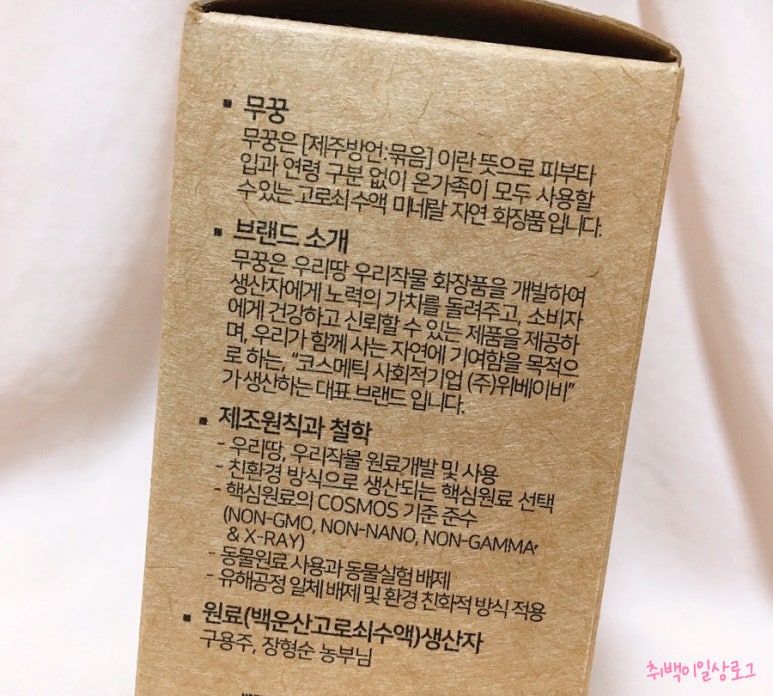 ▪ 무꿍
무꿍은 [제주방언:묶음] 이란 뜻으로 피부타
입과 연령 구분 없이 온가족이 모두 사용할
수 있는 고로쇠 수액 미네랄 자연 화장품 입니다.
▪ 브랜드 소개
무꿍은 우리땅 우리작물 화장품을 개발하여
생산자에게 노력의 가치를 돌려주고, 소비자
에게 건강하고 신뢰할 수 있는 제품을 제공하
며, 우리가 함께 사는 자연에 기여함을 목적으
로 하는, “코스메틱 사회적기업 (주)위베이비”
가 생산하는 대표 브랜드 입니다.
▪ 제조원칙과 철학
- 우리땅, 우리작물 원료개발 및 사용
- 친환경 방식으로 생산되는 핵심원료 선택
- 핵심원료의 COSMOS 기준 준수
(NON-GMO, NON-NANO, NON-GAMMA,
& X-RAY)
- 동물원료 사용과 동물실험 배제
- 유해공정 일체 배제 및 환경 친화적 방식 적용
▪ 원료(백운산고로쇠수액)생산자
구용주, 장형순 농부님
취백이일상로그